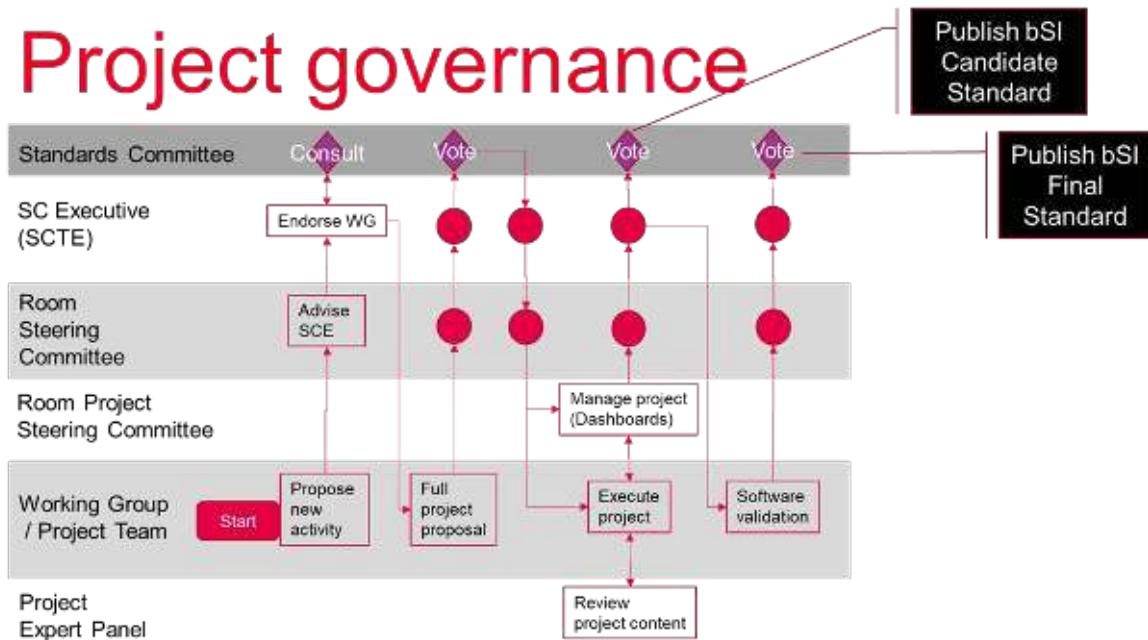 Project governance
Publish bSI
Candidate
Standard
Standards Committee
Consult
Vote
Vote
Vote
Publish bSI
Final
Standard
SC Executive
(SCTE)
Endorse WG
Room
Steering
Committee
Advise
SCE
Room Project
Steering Committee
Manage project
(Dashboards)
Working Group
/ Project Team
Start
Propose
new
activity
Full
project
proposal
Execute
project
Software
validation
Project
Expert Panel
Review
project content